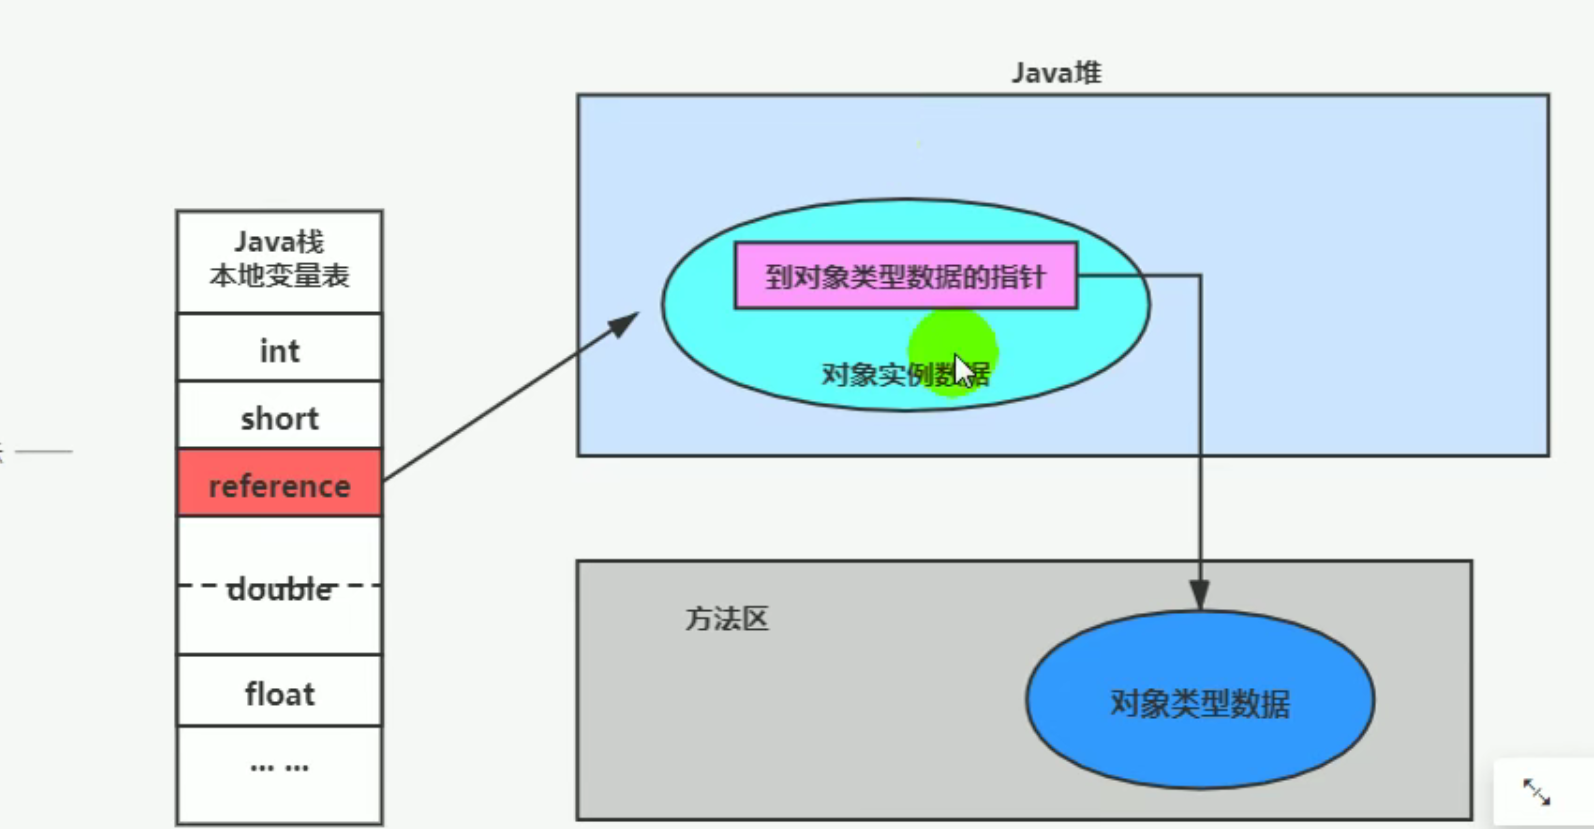 Java堆
Java栈
本地变量表
int
short
reference
double
float
... ...
到对象类型数据的指针
对象实例数据
方法区
对象类型数据